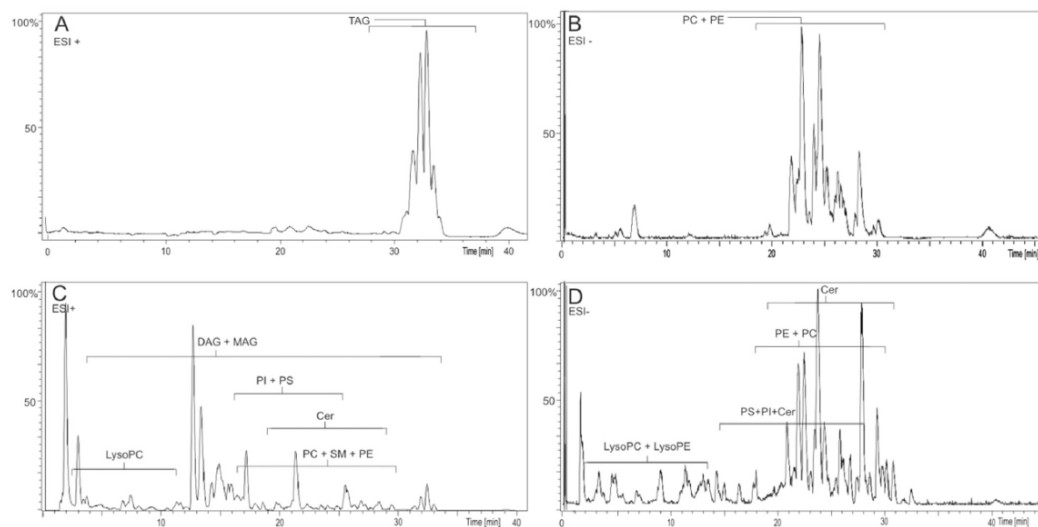 A
ESI +
100%
50
TAG
10
20
30
40
Time [min]
B
ESI -
100%
50
PC + PE
0
10
20
30
40
Time [min]
C
ESI+
100%
50
DAG + MAG
PI + PS
Cer
LysoPC
PC + SM + PE
0
10
20
30
40
Time [min]
D
ESI-
100%
50
Cer
PE + PC
PS+PI+Cer
LysoPC + LysoPE
0
10
20
30
40
Time [min]